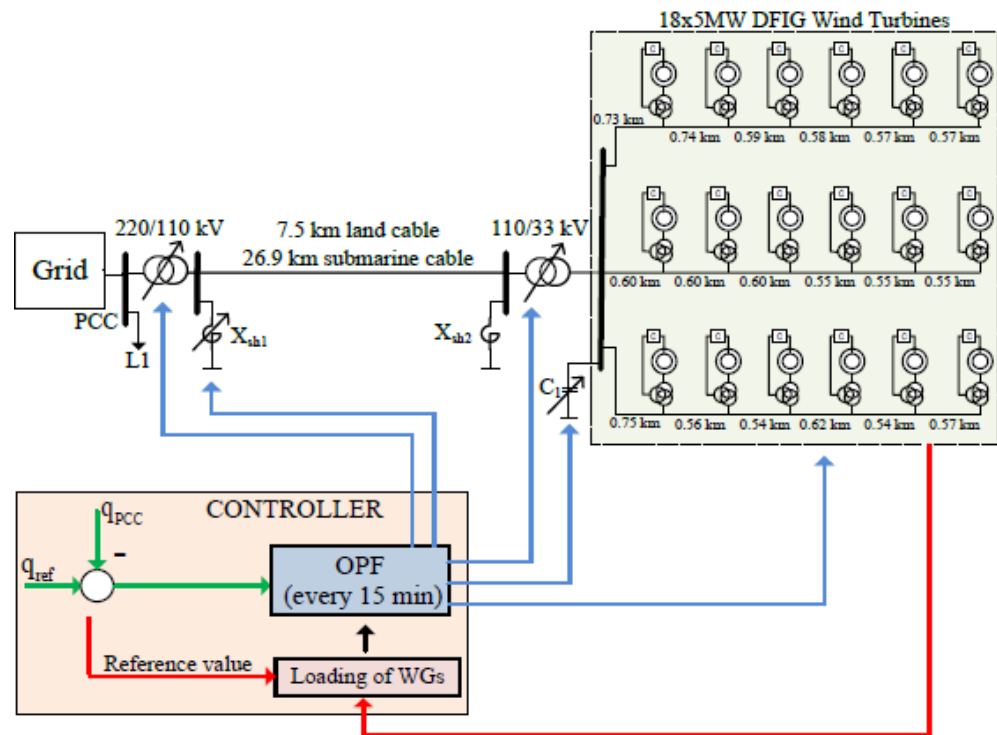 18x5MW DFIG Wind Turbines
C C C C C C
0.73 km
0.74 km 0.59 km 0.58 km 0.57 km 0.57 km
220/110 kV
7.5 km land cable
26.9 km submarine cable
110/33 kV
C C C C C C
Grid
0.60 km 0.60 km 0.60 km 0.55 km 0.55 km 0.55 km
PCC
L1
Xsh1
Xsh2
C1
C C C C C C
0.75 km 0.56 km 0.54 km 0.62 km 0.54 km 0.57 km
CONTROLLER
qPCC
-
qref
OPF
(every 15 min)
Reference value
Loading of WGs